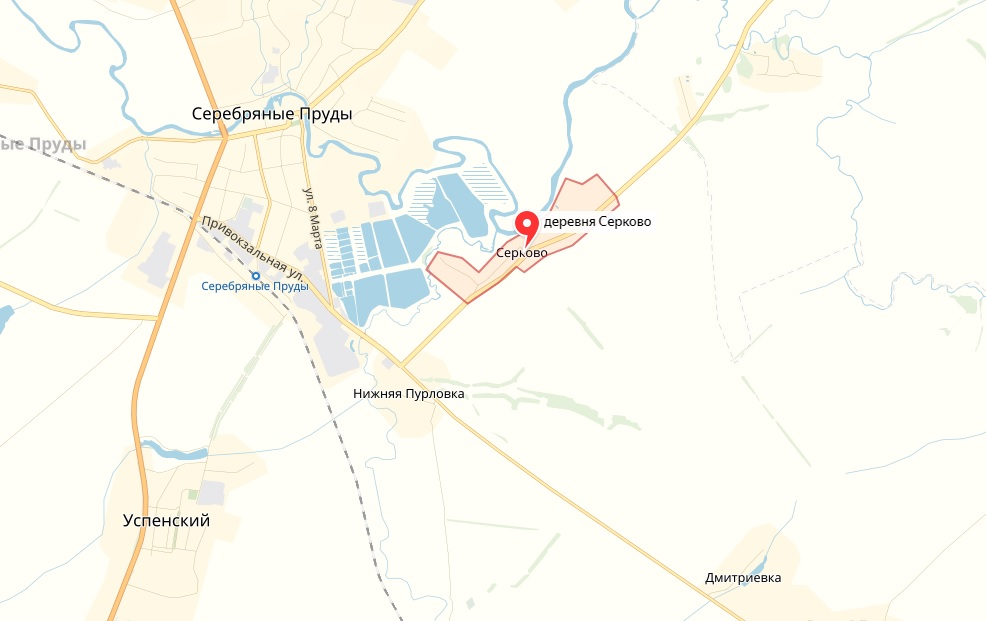 Серебряные Пруды
ые Пруды
ул. 8 Марта
Привокзальная ул.
деревня Серково
Серково
Серебряные Пруды
Нижняя Пурловка
Успенский
Дмитриевка